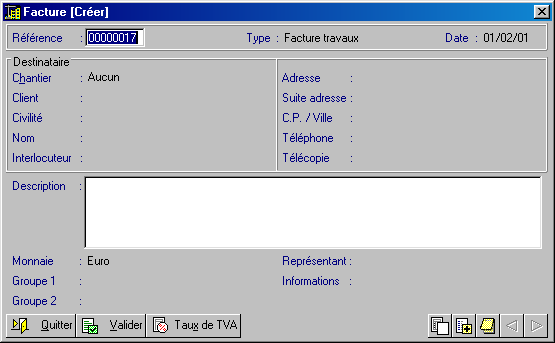 Facture [Créer]
Référence : 00000017 Type : Facture travaux Date : 01/02/01
Destinataire
Chantier : Aucun
Client :
Civilité :
Nom :
Interlocuteur :
Adresse :
Suite adresse :
C.P. / Ville :
Téléphone :
Télécopie :
Description :
Monnaie : Euro
Groupe 1 :
Groupe 2 :
Représentant :
Informations :
Quitter Valider Taux de TVA